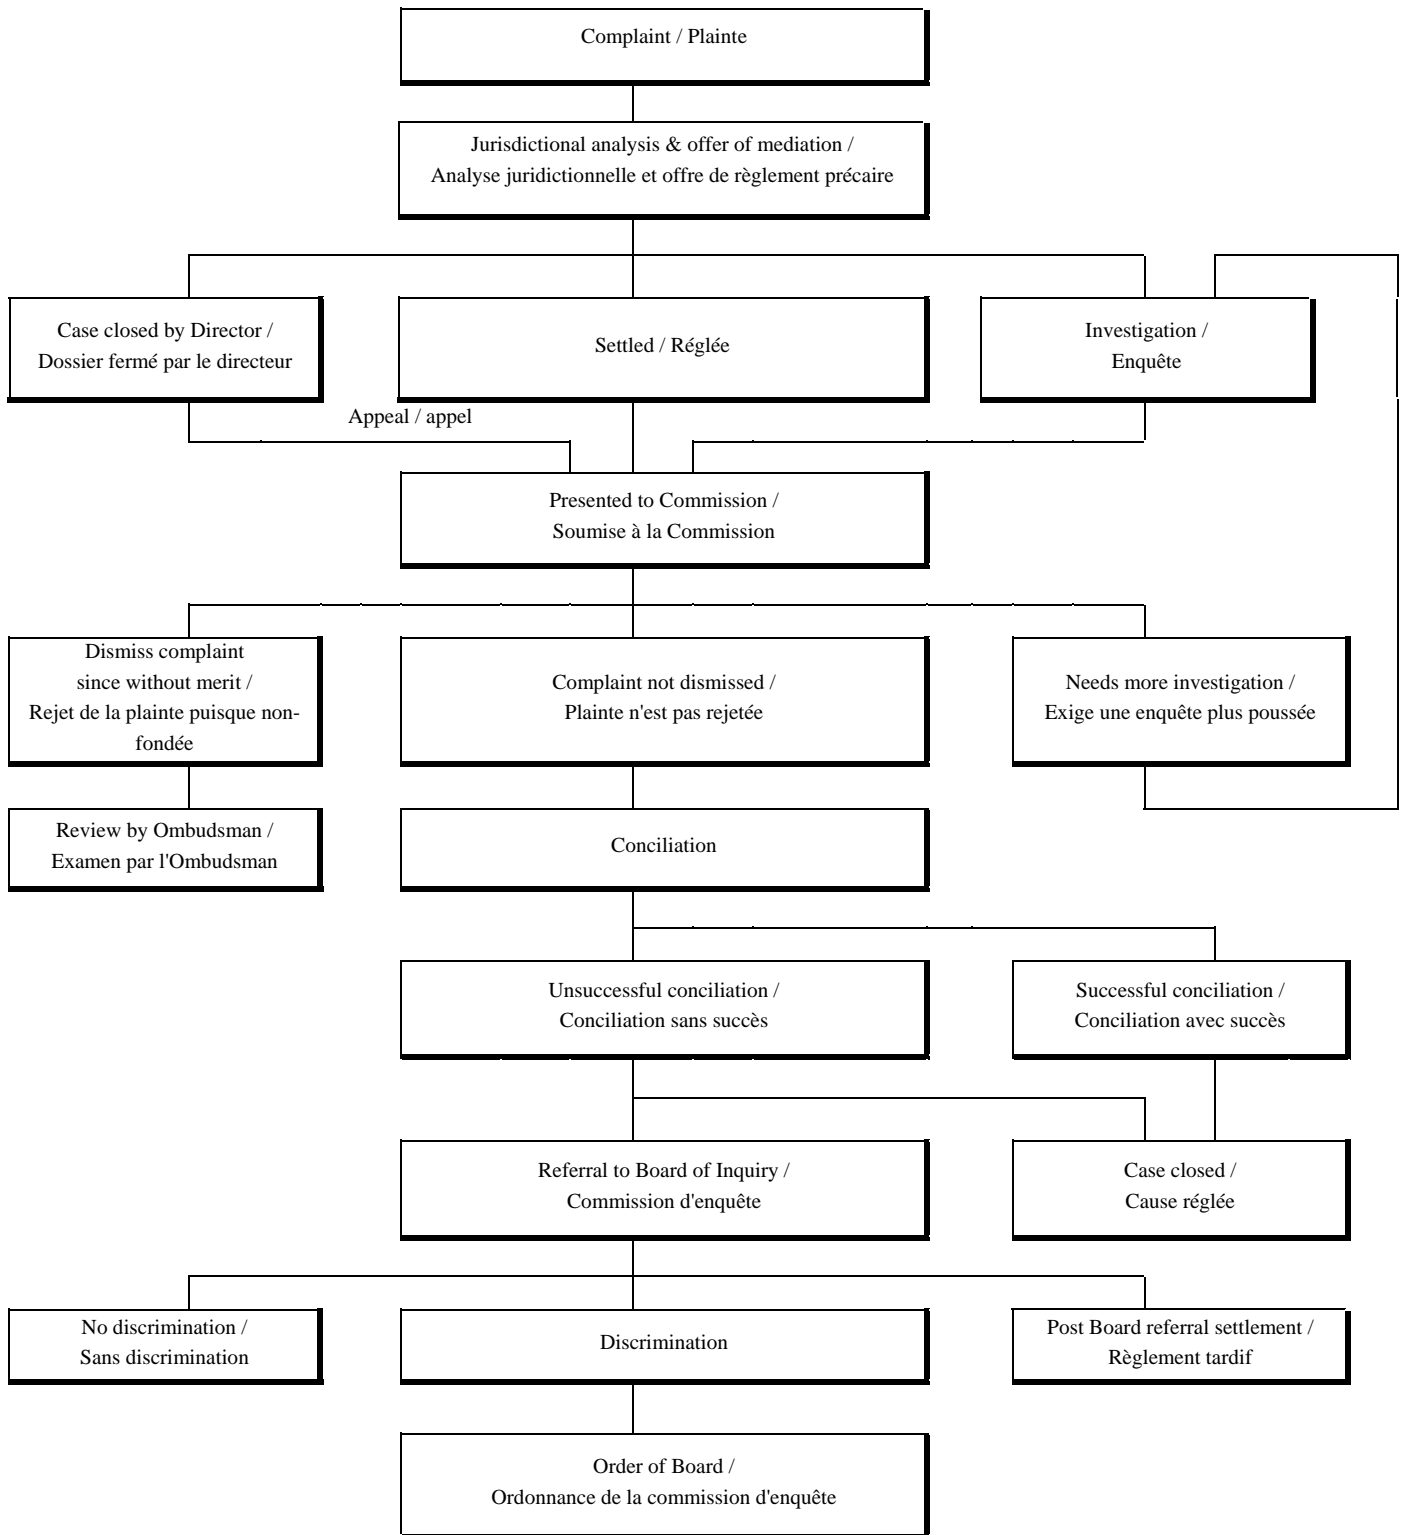 Complaint / Plainte
Jurisdictional analysis & offer of mediation /
Analyse juridictionnelle et offre de règlement précaire
Case closed by Director /
Dossier fermé par le directeur
Settled / Réglée
Investigation /
Enquête
Appeal / appel
Presented to Commission /
Soumise à la Commission
Dismiss complaint
since without merit /
Rejet de la plainte puisque non-
fondée
Complaint not dismissed /
Plainte n'est pas rejetée
Needs more investigation /
Exige une enquête plus poussée
Review by Ombudsman /
Examen par l'Ombudsman
Conciliation
Unsuccessful conciliation /
Conciliation sans succès
Successful conciliation /
Conciliation avec succès
Referral to Board of Inquiry /
Commission d'enquête
Case closed /
Cause réglée
No discrimination /
Sans discrimination
Discrimination
Post Board referral settlement /
Règlement tardif
Order of Board /
Ordonnance de la commission d'enquête